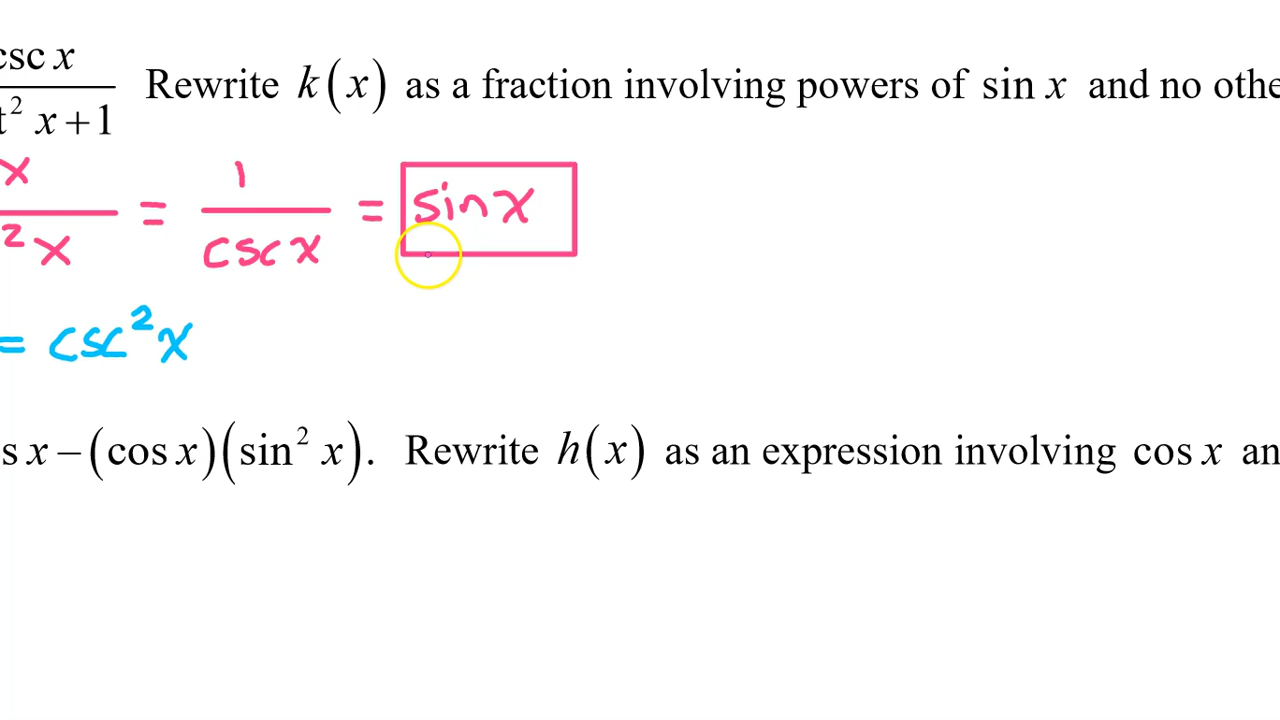 csc x / t² x + 1 Rewrite k(x) as a fraction involving powers of sin x and no othe
x / ² x = 1 / csc x = sin x
= csc² x
s x − (cos x)(sin² x). Rewrite h(x) as an expression involving cos x an